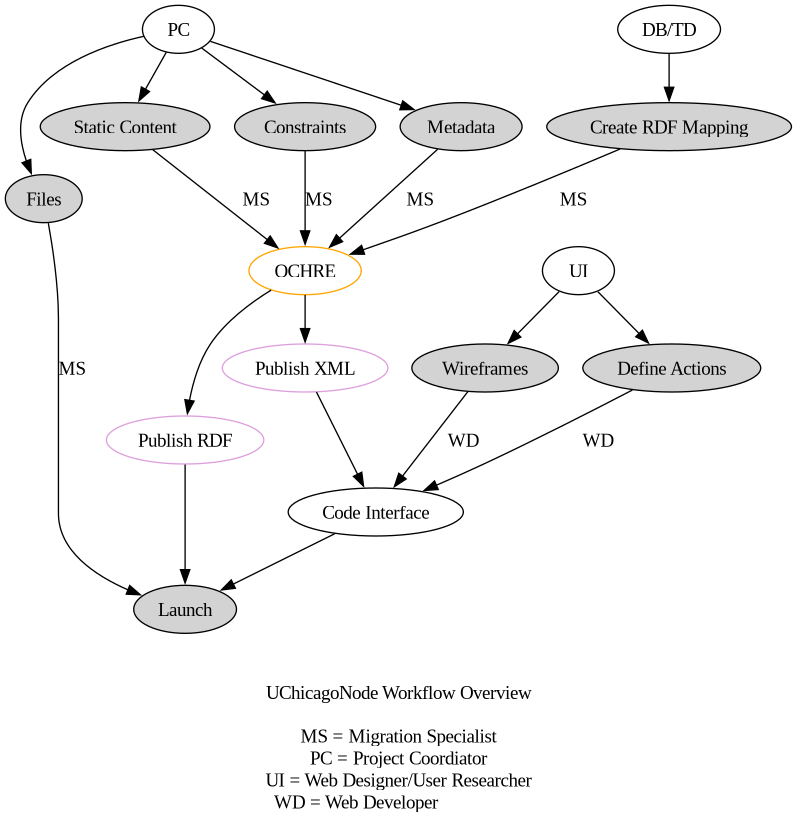 PC
DB/TD
Static Content
Constraints
Metadata
Create RDF Mapping
Files
MS
MS
MS
MS
OCHRE
UI
MS
Publish XML
Wireframes
Define Actions
Publish RDF
WD
WD
Code Interface
Launch
UChicagoNode Workflow Overview
MS = Migration Specialist
PC = Project Coordiator
UI = Web Designer/User Researcher
WD = Web Developer